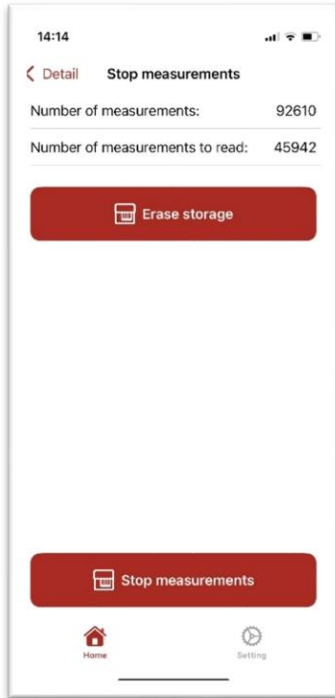 14:14
Detail Stop measurements
Number of measurements: 92610
Number of measurements to read: 45942
Erase storage
Stop measurements
Home Setting